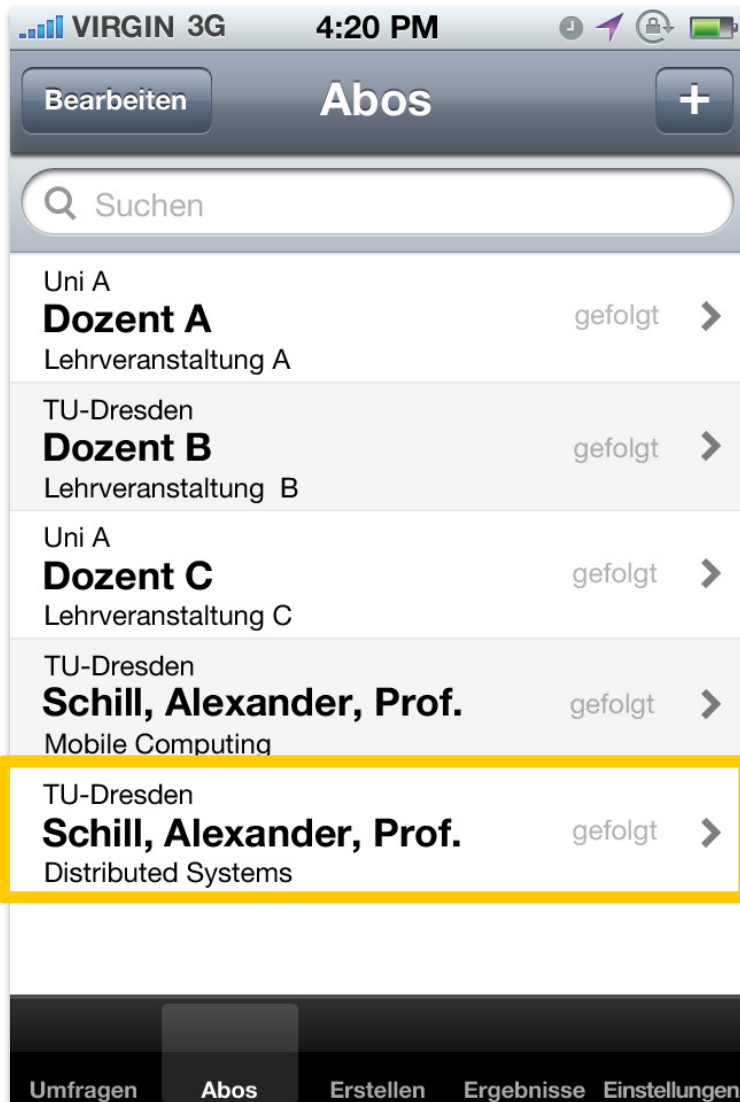 VIRGIN 3G 4:20 PM
Bearbeiten Abos +
Suchen
Uni A
Dozent A gefolgt
Lehrveranstaltung A
TU-Dresden
Dozent B gefolgt
Lehrveranstaltung B
Uni A
Dozent C gefolgt
Lehrveranstaltung C
TU-Dresden
Schill, Alexander, Prof. gefolgt
Mobile Computing
TU-Dresden
Schill, Alexander, Prof. gefolgt
Distributed Systems
Umfragen Abos Erstellen Ergebnisse Einstellungen